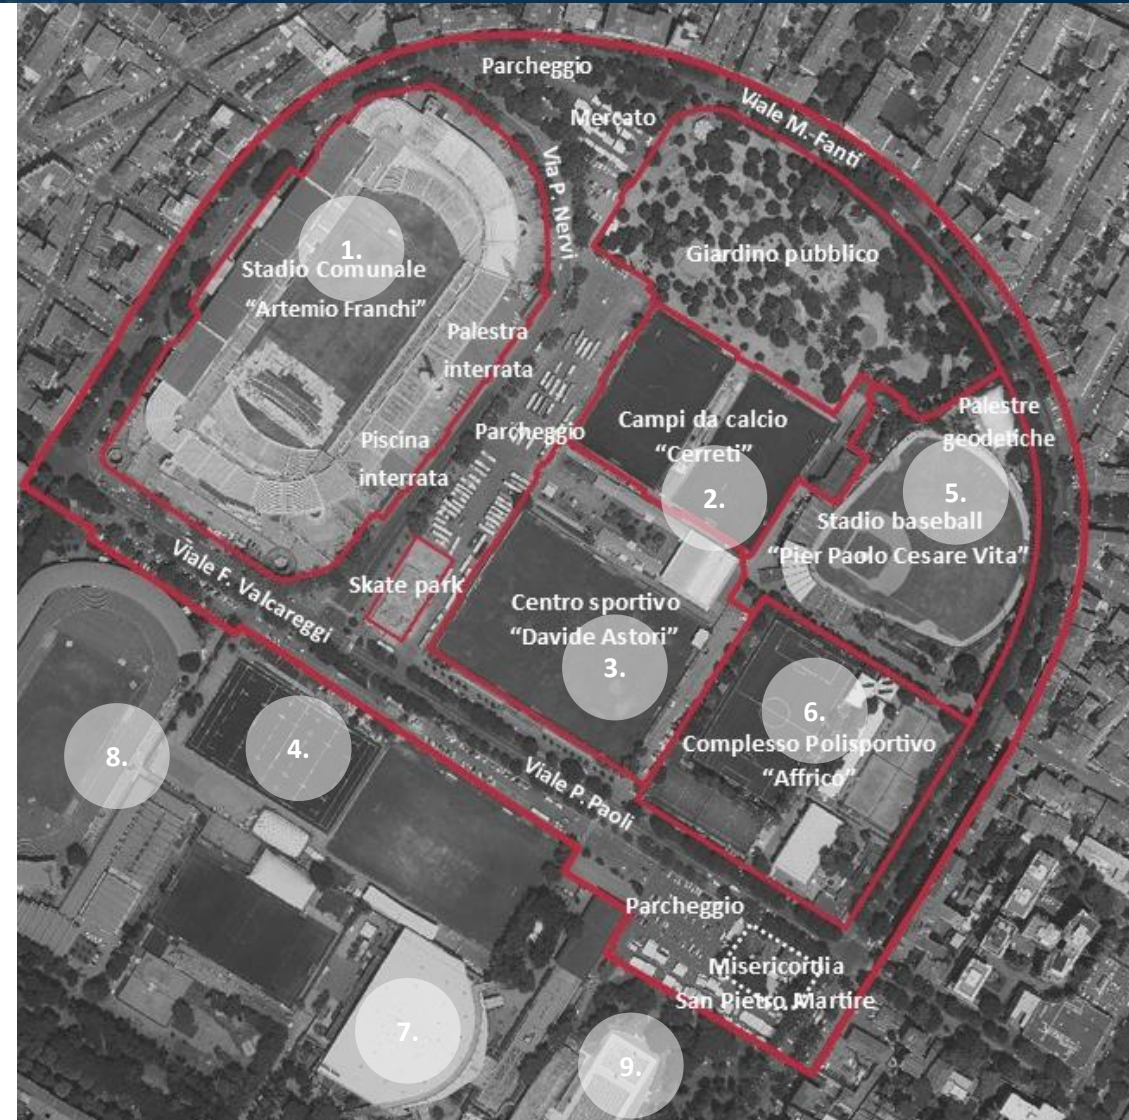 Parcheggio
Mercato
Viale M. Fanti
Via P. Nervi
Giardino pubblico
1.
Stadio Comunale
“Artemio Franchi”
Palestra
interrata
Piscina
interrata
Parcheggio
Campi da calcio
“Cerreti”
2.
Palestre
geodetiche
5.
Stadio baseball
“Pier Paolo Cesare Vita”
Viale F. Valcareggi
Skate park
Centro sportivo
“Davide Astori”
3.
6.
Complesso Polisportivo
“Affrico”
8.
4.
Viale P. Paoli
Parcheggio
Misericordia
San Pietro Martire
7.
9.